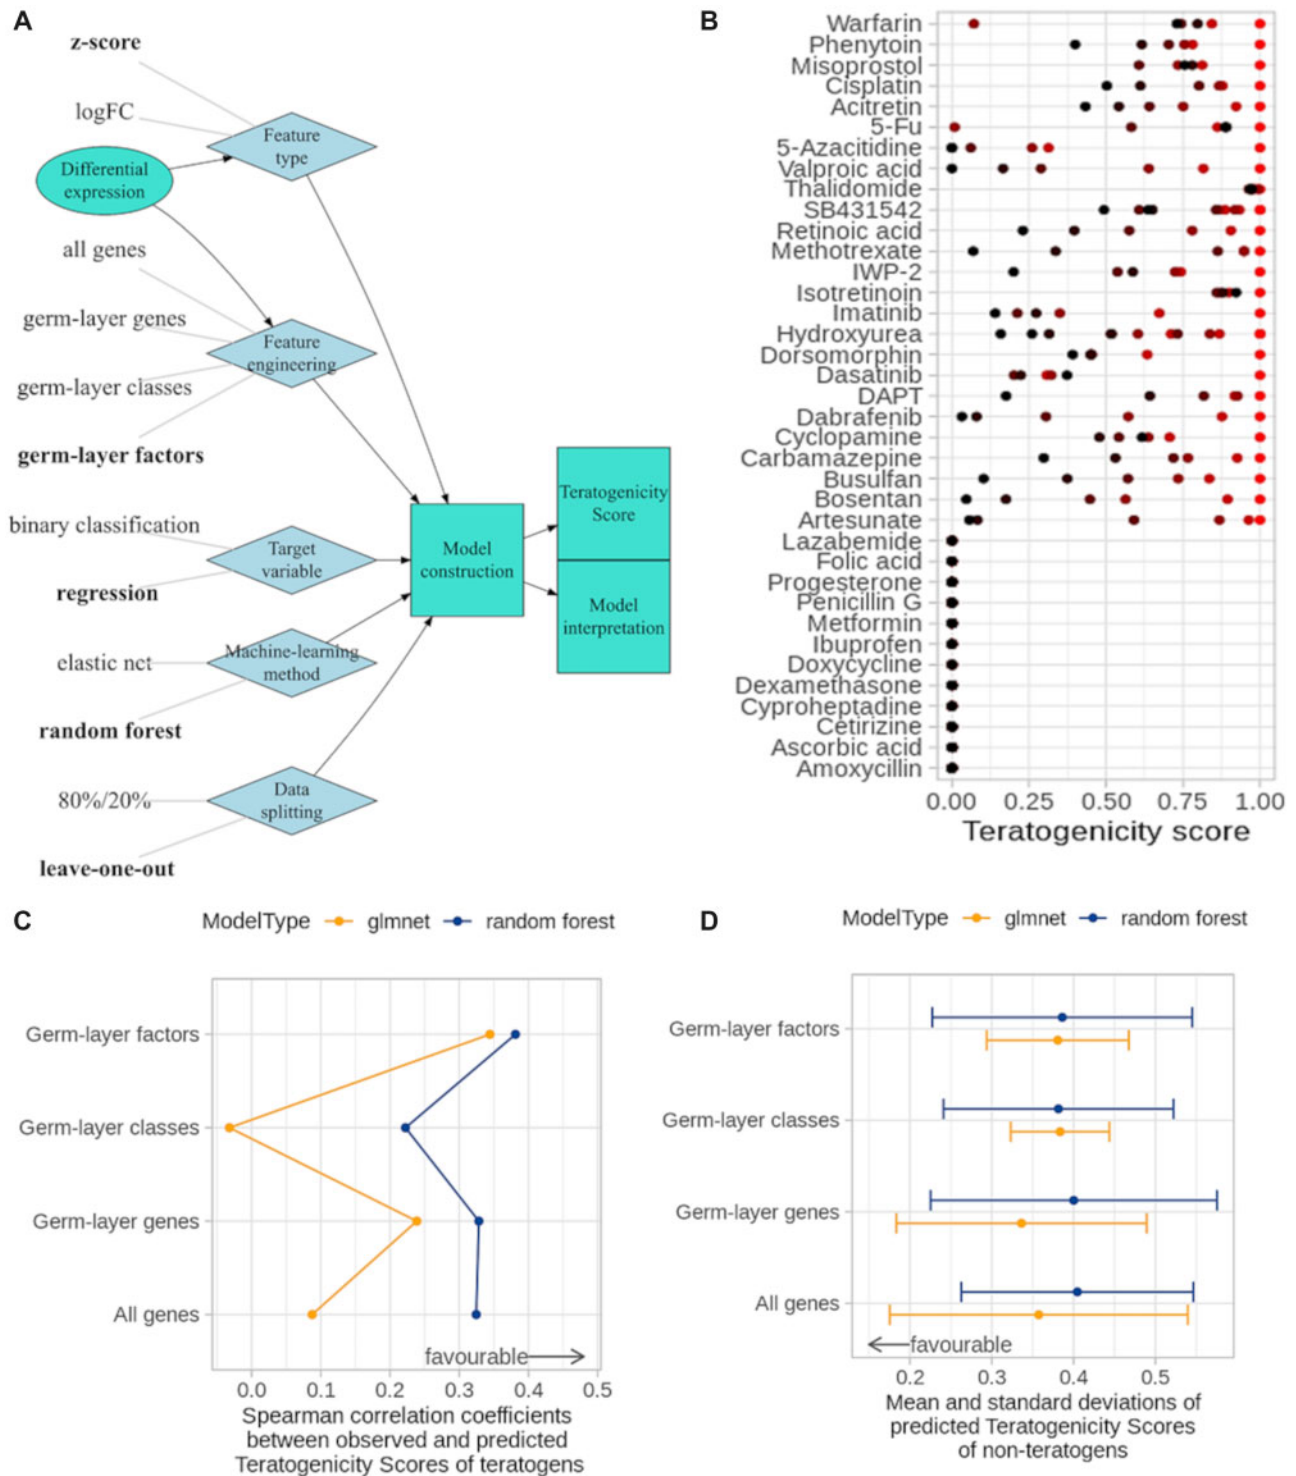 A
z-score
logFC
Differential
expression
Feature
type
all genes
germ-layer genes
germ-layer classes
germ-layer factors
Feature
engineering
binary classification
regression
Target
variable
elastic net
random forest
Machine-learning
method
80%/20%
leave-one-out
Data
splitting
Model
construction
Teratogenicity
Score
Model
interpretation
B
Warfarin
Phenytoin
Misoprostol
Cisplatin
Acitretin
5-Fu
5-Azacitidine
Valproic acid
Thalidomide
SB431542
Retinoic acid
Methotrexate
IWP-2
Isotretinoin
Imatinib
Hydroxyurea
Dorsomorphin
Dasatinib
DAPT
Dabrafenib
Cyclopamine
Carbamazepine
Busulfan
Bosentan
Artesunate
Lazabemide
Folic acid
Progesterone
Penicillin G
Metformin
Ibuprofen
Doxycycline
Dexamethasone
Cyproheptadine
Cetirizine
Ascorbic acid
Amoxycillin
0.00 0.25 0.50 0.75 1.00
Teratogenicity score
C
ModelType glmnet random forest
Germ-layer factors
Germ-layer classes
Germ-layer genes
All genes
favourable
0.0 0.1 0.2 0.3 0.4 0.5
Spearman correlation coefficients
between observed and predicted
Teratogenicity Scores of teratogens
D
ModelType glmnet random forest
Germ-layer factors
Germ-layer classes
Germ-layer genes
All genes
favourable
0.2 0.3 0.4 0.5
Mean and standard deviations of
predicted Teratogenicity Scores
of non-teratogens